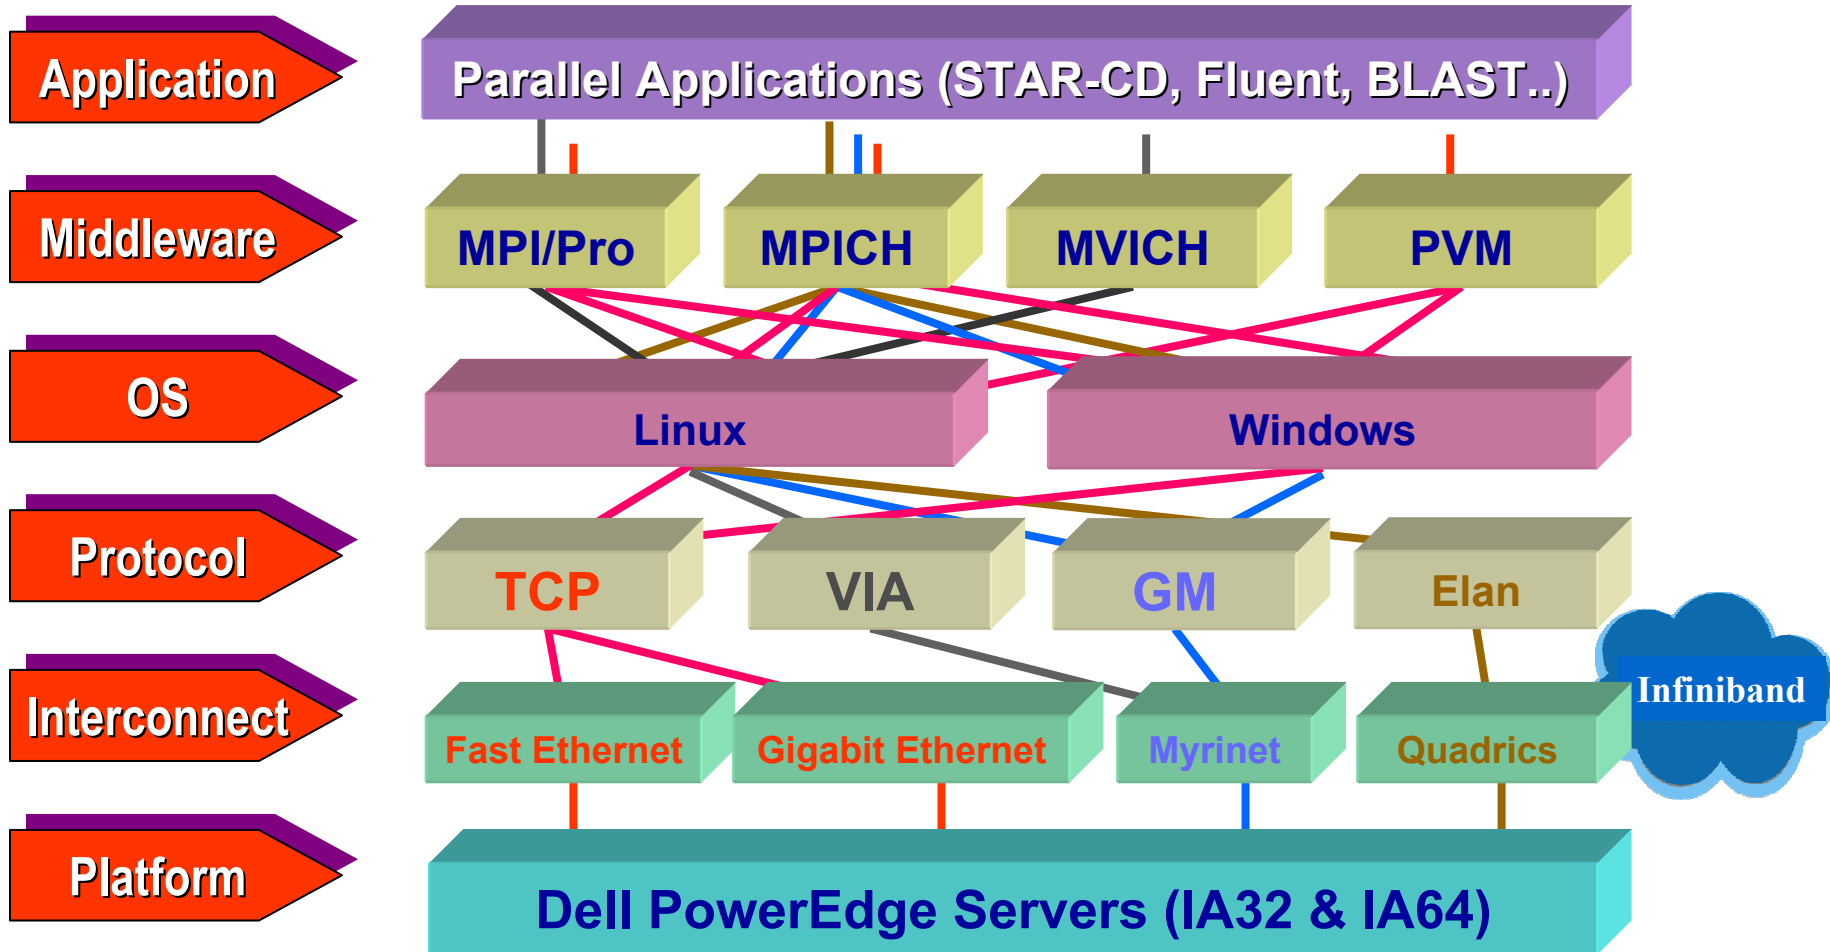 Application
Parallel Applications (STAR-CD, Fluent, BLAST..)
Middleware
MPI/Pro
MPICH
MVICH
PVM
OS
Linux
Windows
Protocol
TCP
VIA
GM
Elan
Interconnect
Fast Ethernet
Gigabit Ethernet
Myrinet
Quadrics
Infiniband
Platform
Dell PowerEdge Servers (IA32 & IA64)